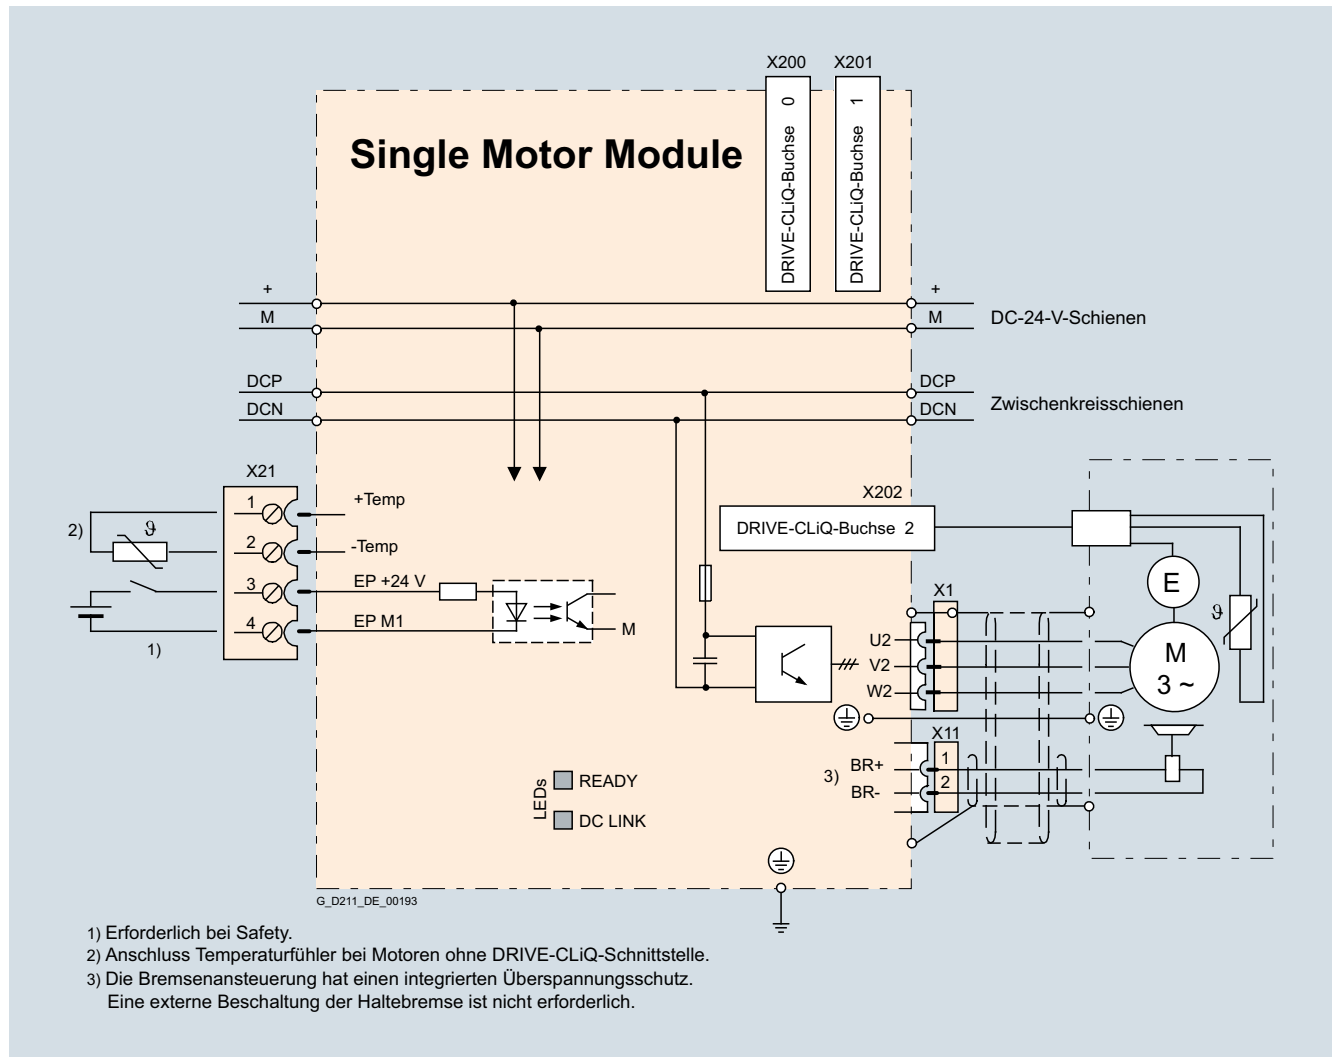 X200 X201
DRIVE-CLiQ-Buchse 0
DRIVE-CLiQ-Buchse 1
Single Motor Module
+ +
M M DC-24-V-Schienen
DCP DCP
DCN DCN Zwischenkreisschienen
X21
1 +Temp
2) ϑ
2 -Temp
3 EP +24 V
4 EP M1
M
1)
X202
DRIVE-CLiQ-Buchse 2
E
ϑ
X1
U2
V2
W2
M
3 ~
X11
3) BR+ 1
BR- 2
LEDs
READY
DC LINK
G_D211_DE_00193
1) Erforderlich bei Safety.
2) Anschluss Temperaturfühler bei Motoren ohne DRIVE-CLiQ-Schnittstelle.
3) Die Bremsenansteuerung hat einen integrierten Überspannungsschutz.
Eine externe Beschaltung der Haltebremse ist nicht erforderlich.